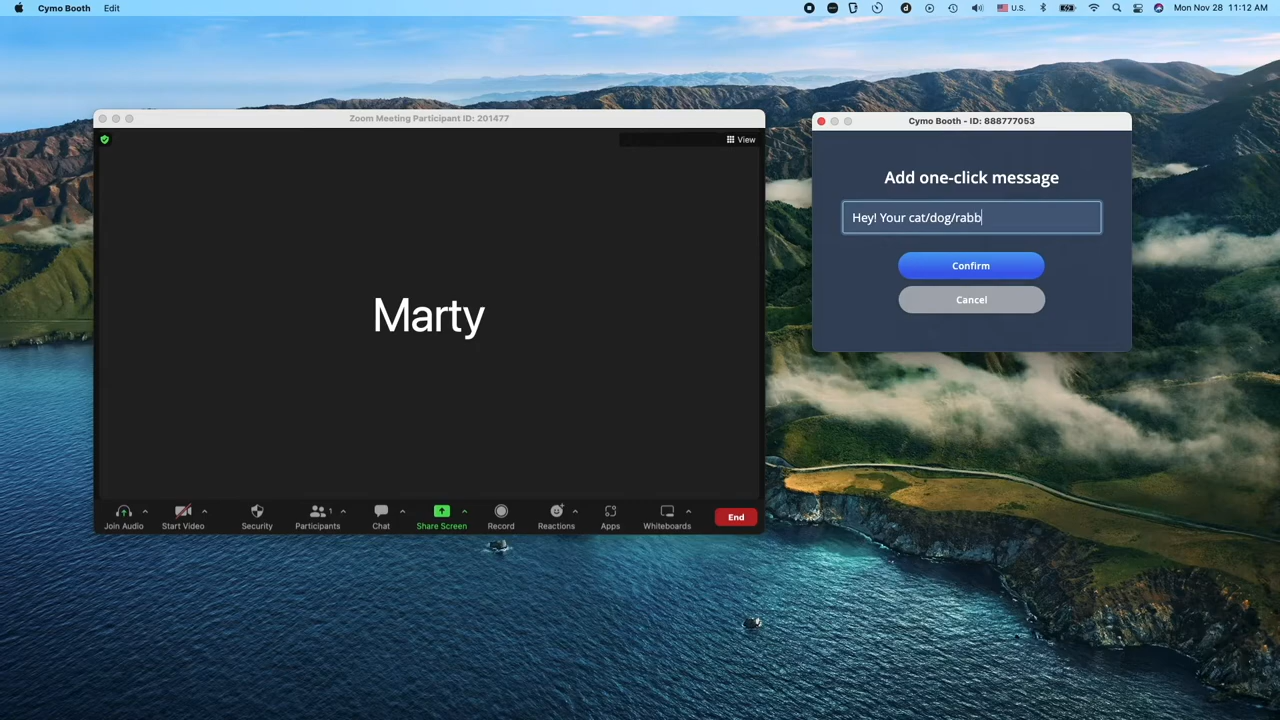 Cymo Booth Edit
U.S. Mon Nov 28 11:12 AM
Zoom Meeting Participant ID: 201477
View
Marty
Join Audio
Start Video
Security
1
Participants
Chat
Share Screen
Record
Reactions
Apps
Whiteboards
End
Cymo Booth - ID: 888777053
Add one-click message
Hey! Your cat/dog/rabb
Confirm
Cancel